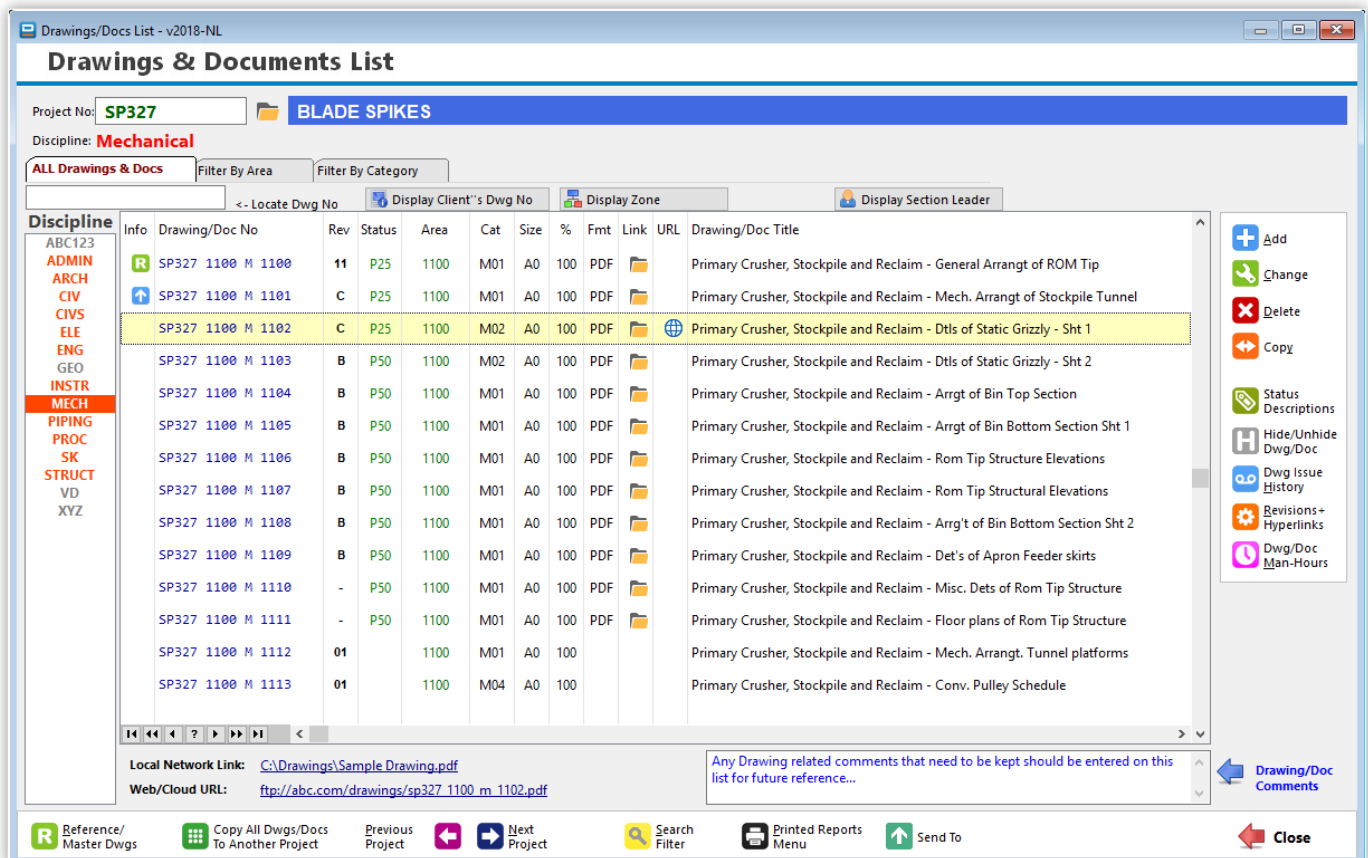 Drawings/Docs List - v2018-NL
Drawings & Documents List
Project No: SP327 BLADE SPIKES
Discipline: Mechanical
ALL Drawings & Docs Filter By Area Filter By Category
<- Locate Dwg No Display Client''s Dwg No Display Zone Display Section Leader
Discipline
ABC123
ADMIN
ARCH
CIV
CIVS
ELE
ENG
GEO
INSTR
MECH
PIPING
PROC
SK
STRUCT
VD
XYZ
Info Drawing/Doc No Rev Status Area Cat Size % Fmt Link URL Drawing/Doc Title
R SP327 1100 M 1100 11 P25 1100 M01 A0 100 PDF Primary Crusher, Stockpile and Reclaim - General Arrangt of ROM Tip
SP327 1100 M 1101 C P25 1100 M01 A0 100 PDF Primary Crusher, Stockpile and Reclaim - Mech. Arrangt of Stockpile Tunnel
SP327 1100 M 1102 C P25 1100 M02 A0 100 PDF Primary Crusher, Stockpile and Reclaim - Dtls of Static Grizzly - Sht 1
SP327 1100 M 1103 B P50 1100 M02 A0 100 PDF Primary Crusher, Stockpile and Reclaim - Dtls of Static Grizzly - Sht 2
SP327 1100 M 1104 B P50 1100 M01 A0 100 PDF Primary Crusher, Stockpile and Reclaim - Arrgt of Bin Top Section
SP327 1100 M 1105 B P50 1100 M01 A0 100 PDF Primary Crusher, Stockpile and Reclaim - Arrgt of Bin Bottom Section Sht 1
SP327 1100 M 1106 B P50 1100 M01 A0 100 PDF Primary Crusher, Stockpile and Reclaim - Rom Tip Structure Elevations
SP327 1100 M 1107 B P50 1100 M01 A0 100 PDF Primary Crusher, Stockpile and Reclaim - Rom Tip Structural Elevations
SP327 1100 M 1108 B P50 1100 M01 A0 100 PDF Primary Crusher, Stockpile and Reclaim - Arrg't of Bin Bottom Section Sht 2
SP327 1100 M 1109 B P50 1100 M01 A0 100 PDF Primary Crusher, Stockpile and Reclaim - Det's of Apron Feeder skirts
SP327 1100 M 1110 - P50 1100 M01 A0 100 PDF Primary Crusher, Stockpile and Reclaim - Misc. Dets of Rom Tip Structure
SP327 1100 M 1111 - P50 1100 M01 A0 100 PDF Primary Crusher, Stockpile and Reclaim - Floor plans of Rom Tip Structure
SP327 1100 M 1112 01 1100 M01 A0 100 Primary Crusher, Stockpile and Reclaim - Mech. Arrangt. Tunnel platforms
SP327 1100 M 1113 01 1100 M04 A0 100 Primary Crusher, Stockpile and Reclaim - Conv. Pulley Schedule
?
Add
Change
Delete
Copy
Status
Descriptions
H Hide/Unhide
Dwg/Doc
Dwg Issue
History
Revisions+
Hyperlinks
Dwg/Doc
Man-Hours
Local Network Link: C:\Drawings\Sample Drawing.pdf
Web/Cloud URL: ftp://abc.com/drawings/sp327_1100_m_1102.pdf
Any Drawing related comments that need to be kept should be entered on this
list for future reference...
Drawing/Doc
Comments
R Reference/
Master Dwgs
Copy All Dwgs/Docs
To Another Project
Previous
Project
Next
Project
Search
Filter
Printed Reports
Menu
Send To
Close